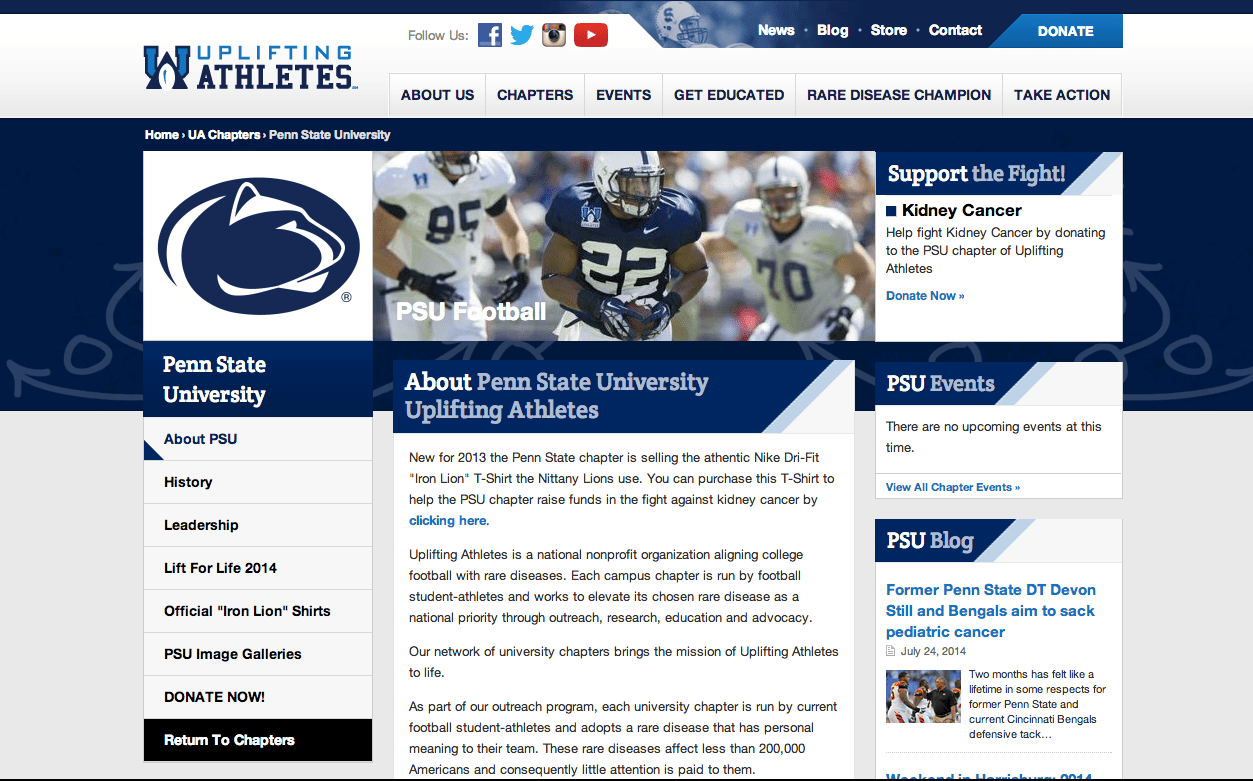 Follow Us:
News • Blog • Store • Contact
DONATE
UPLIFTING
ATHLETES
ABOUT US
CHAPTERS
EVENTS
GET EDUCATED
RARE DISEASE CHAMPION
TAKE ACTION
Home › UA Chapters › Penn State University
®
85
22
70
PSU Football
Support the Fight!
Kidney Cancer
Help fight Kidney Cancer by donating
to the PSU chapter of Uplifting
Athletes
Donate Now »
Penn State
University
About PSU
History
Leadership
Lift For Life 2014
Official "Iron Lion" Shirts
PSU Image Galleries
DONATE NOW!
Return To Chapters
About Penn State University
Uplifting Athletes
New for 2013 the Penn State chapter is selling the athentic Nike Dri-Fit
"Iron Lion" T-Shirt the Nittany Lions use. You can purchase this T-Shirt to
help the PSU chapter raise funds in the fight against kidney cancer by
clicking here.
Uplifting Athletes is a national nonprofit organization aligning college
football with rare diseases. Each campus chapter is run by football
student-athletes and works to elevate its chosen rare disease as a
national priority through outreach, research, education and advocacy.
Our network of university chapters brings the mission of Uplifting Athletes
to life.
As part of our outreach program, each university chapter is run by current
football student-athletes and adopts a rare disease that has personal
meaning to their team. These rare diseases affect less than 200,000
Americans and consequently little attention is paid to them.
PSU Events
There are no upcoming events at this
time.
View All Chapter Events »
PSU Blog
Former Penn State DT Devon
Still and Bengals aim to sack
pediatric cancer
July 24, 2014
Two months has felt like a
lifetime in some respects for
former Penn State and
current Cincinnati Bengals
defensive tack…
Weekend in Harrisburg: 2014